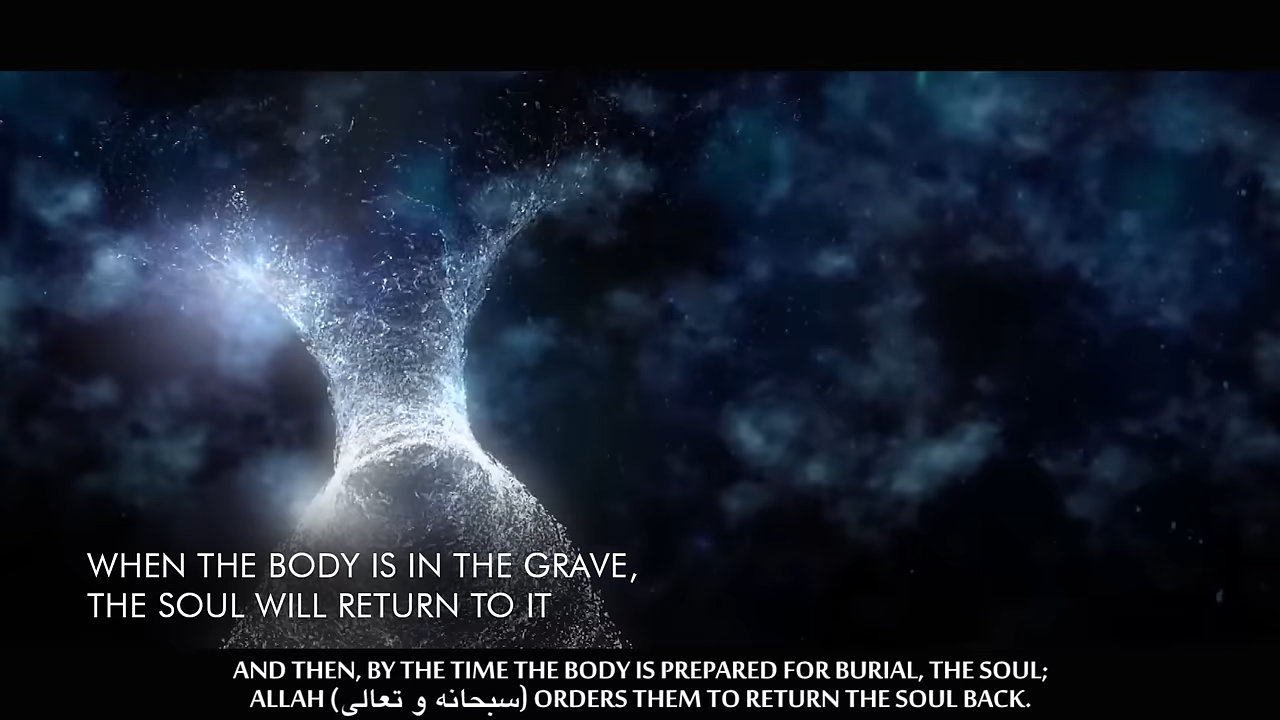 WHEN THE BODY IS IN THE GRAVE,
THE SOUL WILL RETURN TO IT
AND THEN, BY THE TIME THE BODY IS PREPARED FOR BURIAL, THE SOUL;
ALLAH (سبحانه و تعالى) ORDERS THEM TO RETURN THE SOUL BACK.